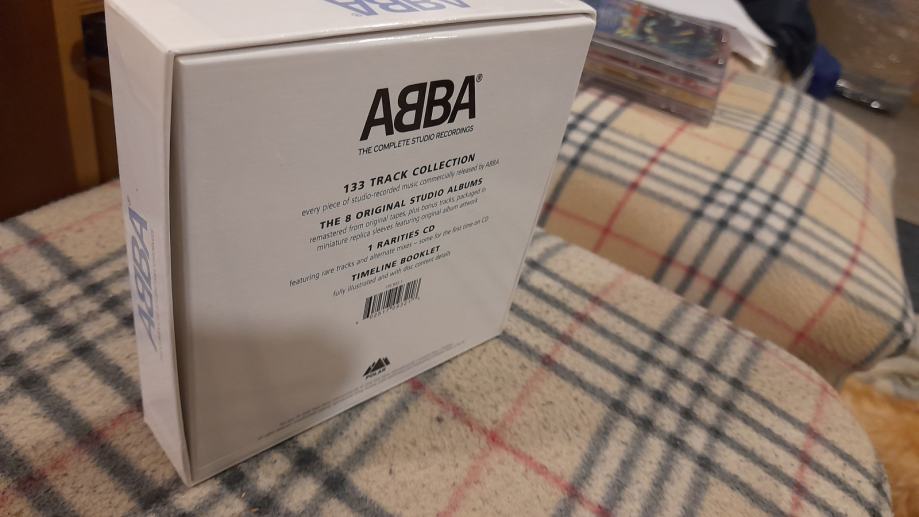 ABBA
ABBA
ABBA®
THE COMPLETE STUDIO RECORDINGS
133 TRACK COLLECTION
every piece of studio-recorded music commercially released by ABBA
THE 8 ORIGINAL STUDIO ALBUMS
remastered from original tapes, plus bonus tracks, packaged in
miniature replica sleeves featuring original album artwork
1 RARITIES CD
featuring rare tracks and alternate mixes – some for the first time on CD
TIMELINE BOOKLET
fully illustrated and with disc content details
POLAR
ABBA